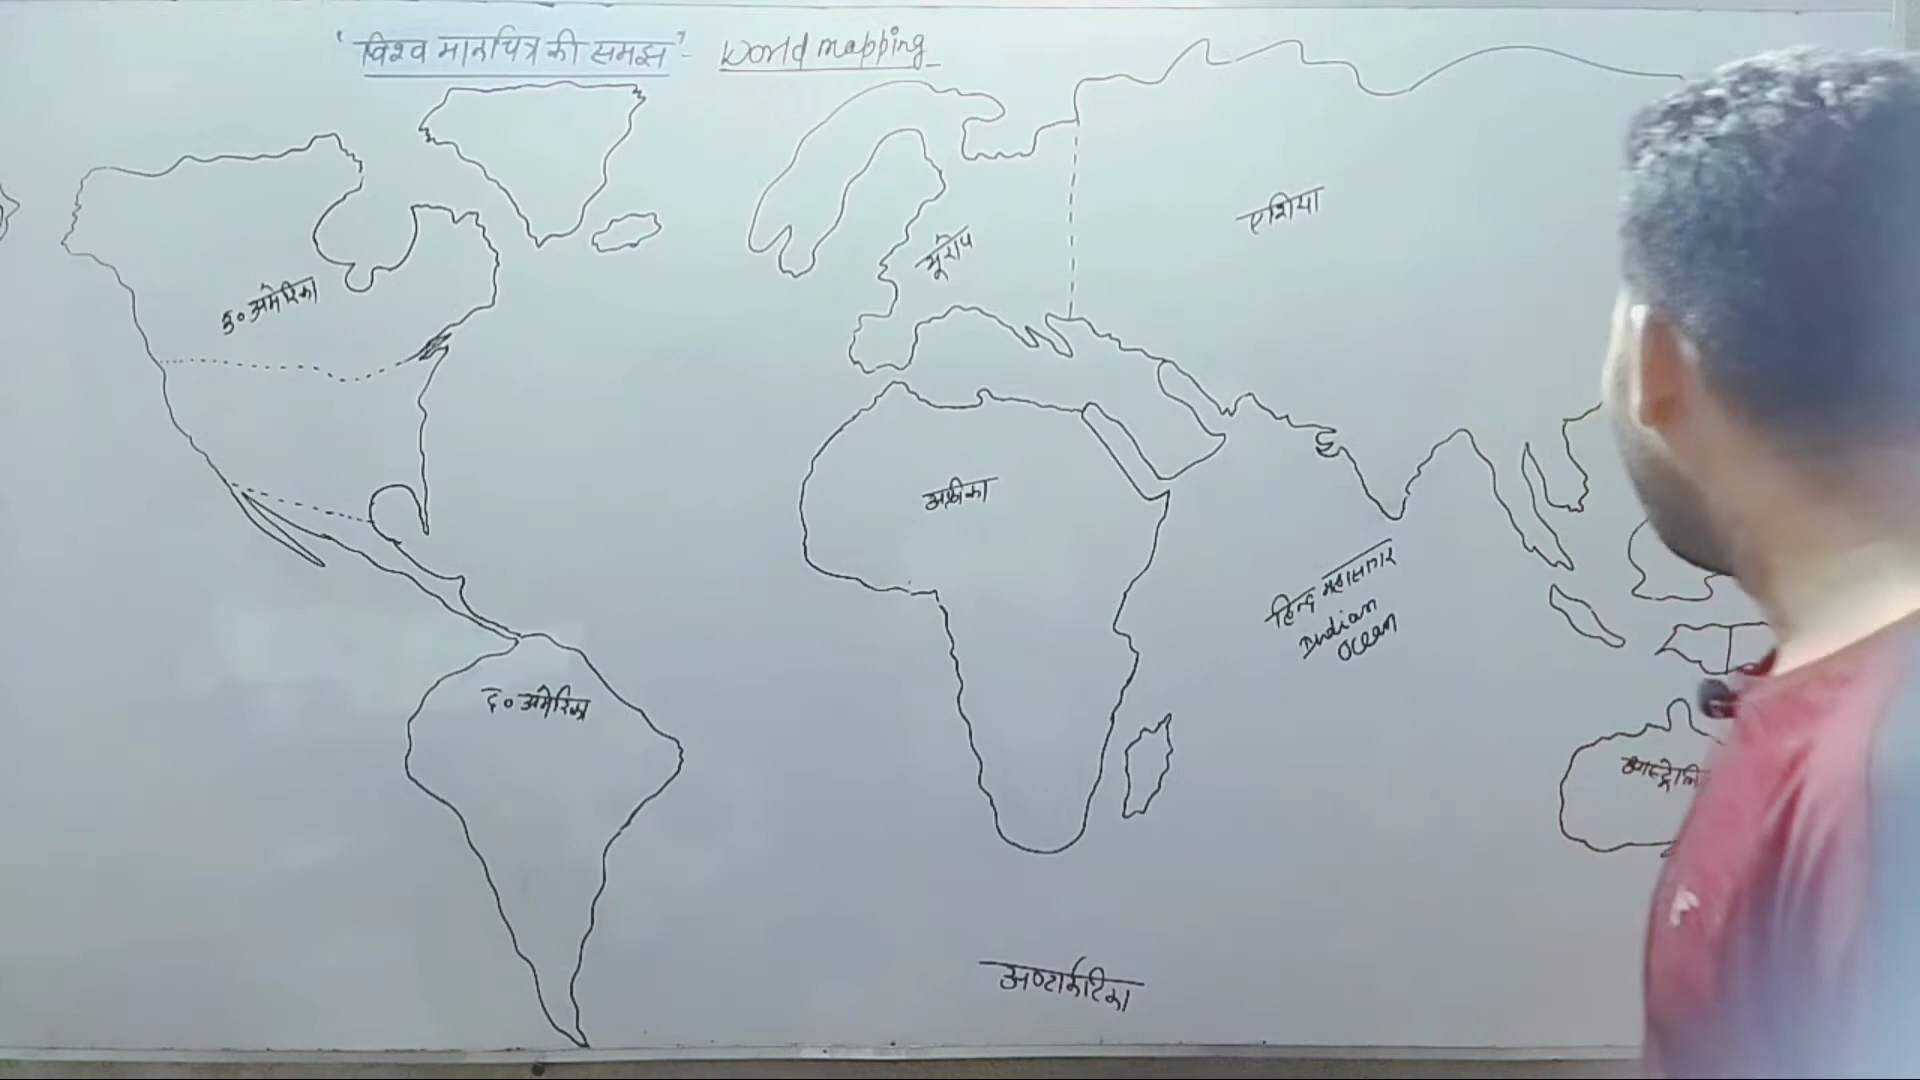 "विश्व मानचित्र की समझ" - World mapping
एशिया
यूरोप
उ० अमेरिका
अफ्रीका
हिन्द महासागर
Indian
Ocean
द० अमेरिका
अण्टार्कटिका